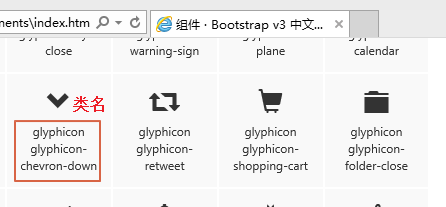 ments\index.htm
组件 · Bootstrap v3 中文...
close
warning-sign
plane
calendar
类名
glyphicon
glyphicon-
chevron-down
glyphicon
glyphicon-
retweet
glyphicon
glyphicon-
shopping-cart
glyphicon
glyphicon-
folder-close